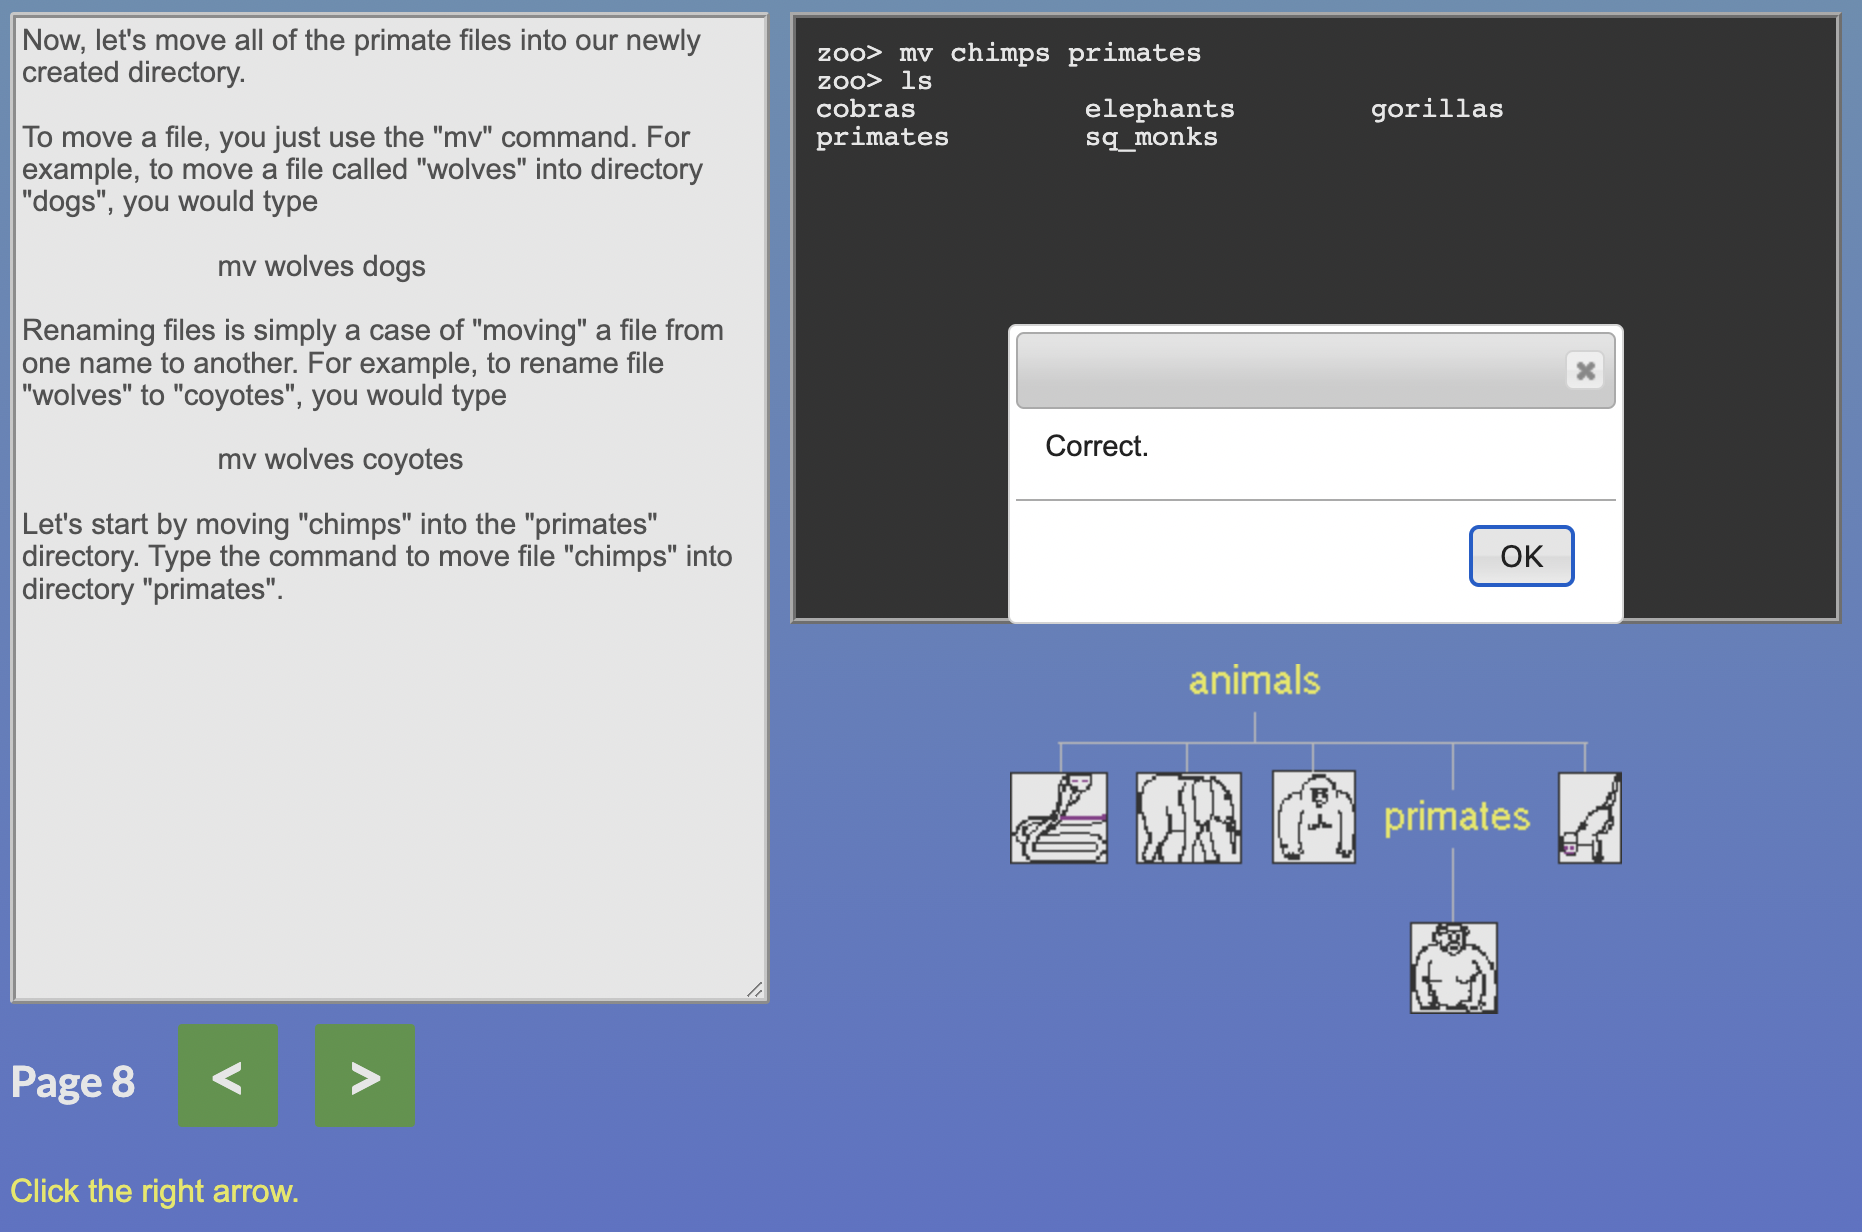 Now, let's move all of the primate files into our newly
created directory.
To move a file, you just use the "mv" command. For
example, to move a file called "wolves" into directory
"dogs", you would type
mv wolves dogs
Renaming files is simply a case of "moving" a file from
one name to another. For example, to rename file
"wolves" to "coyotes", you would type
mv wolves coyotes
Let's start by moving "chimps" into the "primates"
directory. Type the command to move file "chimps" into
directory "primates".
Page 8 < >
Click the right arrow.
zoo> mv chimps primates
zoo> ls
cobras elephants gorillas
primates sq_monks
Correct.
OK
animals
primates